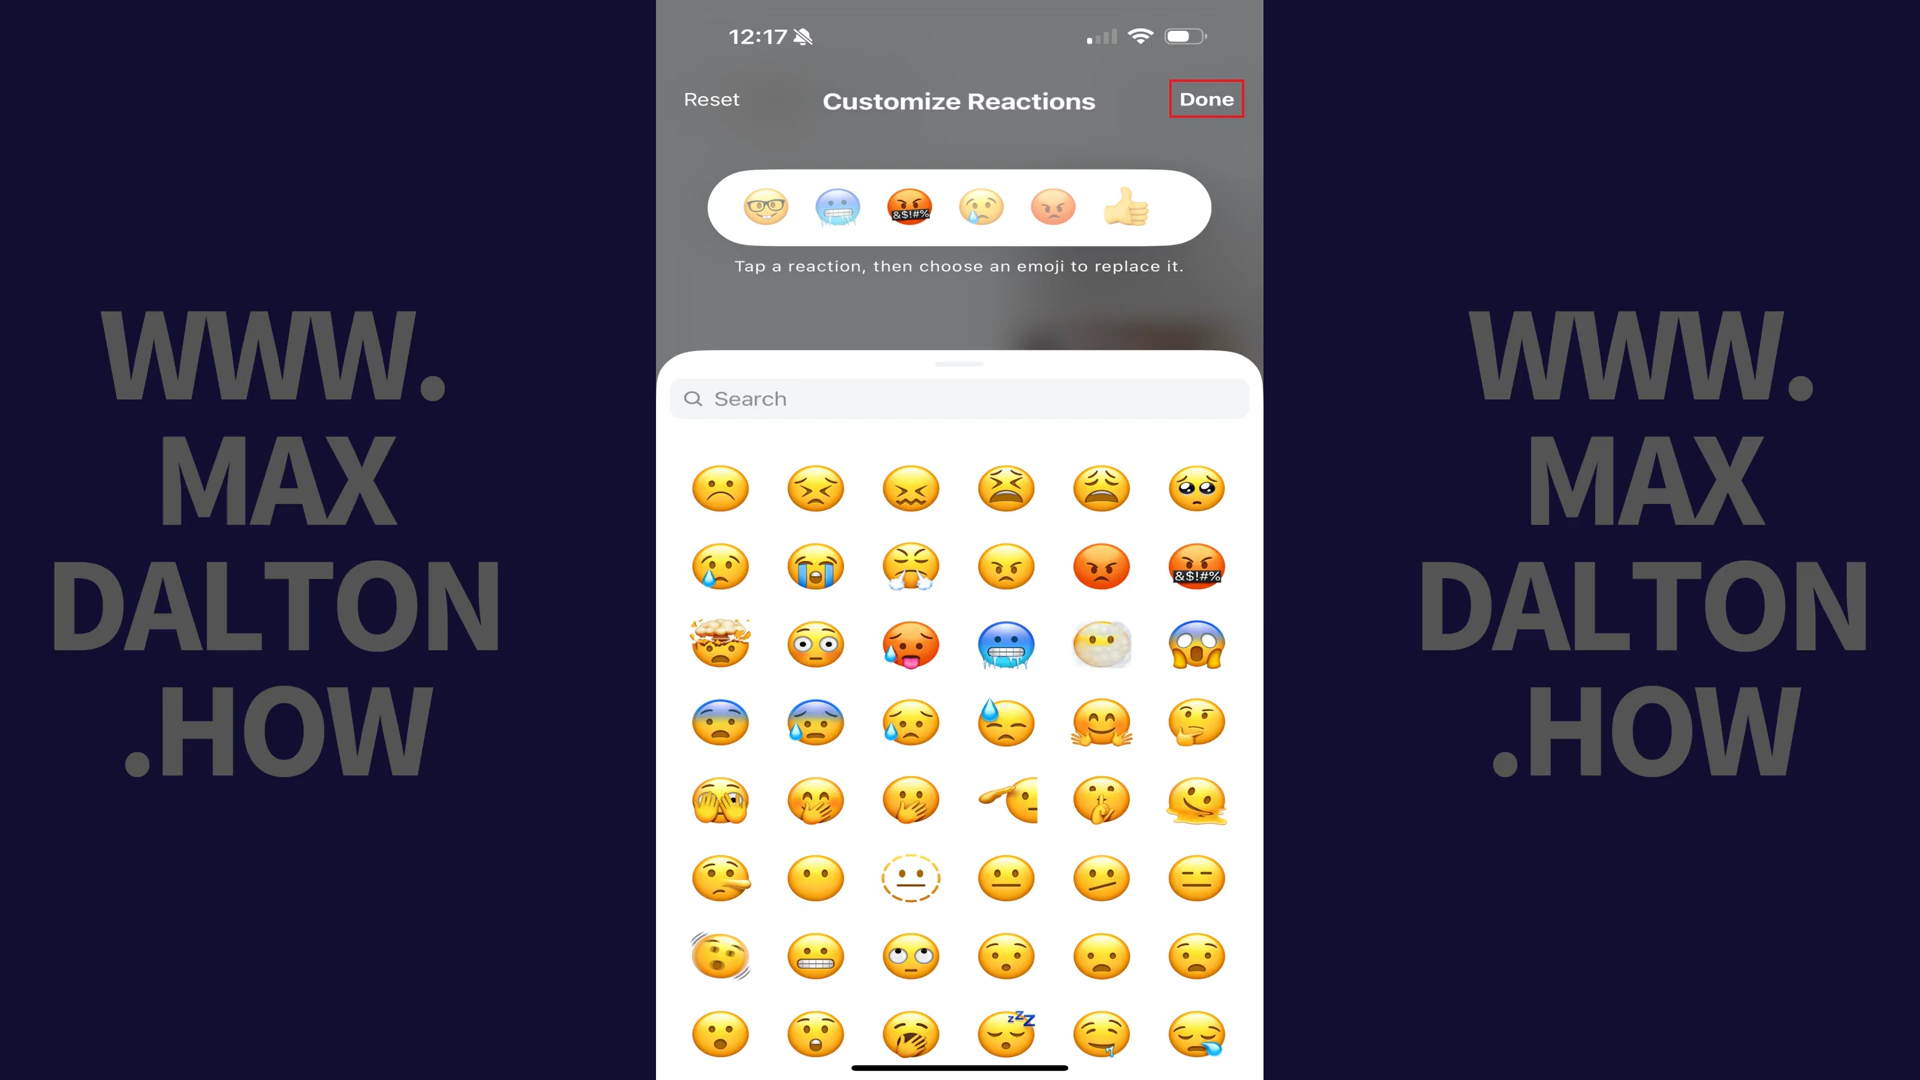 WWW.
MAX
DALTON
.HOW
12:17
Reset
Customize Reactions
Done
&$!#%
Tap a reaction, then choose an emoji to replace it.
Search
&$!#%
zzZ
WWW.
MAX
DALTON
.HOW